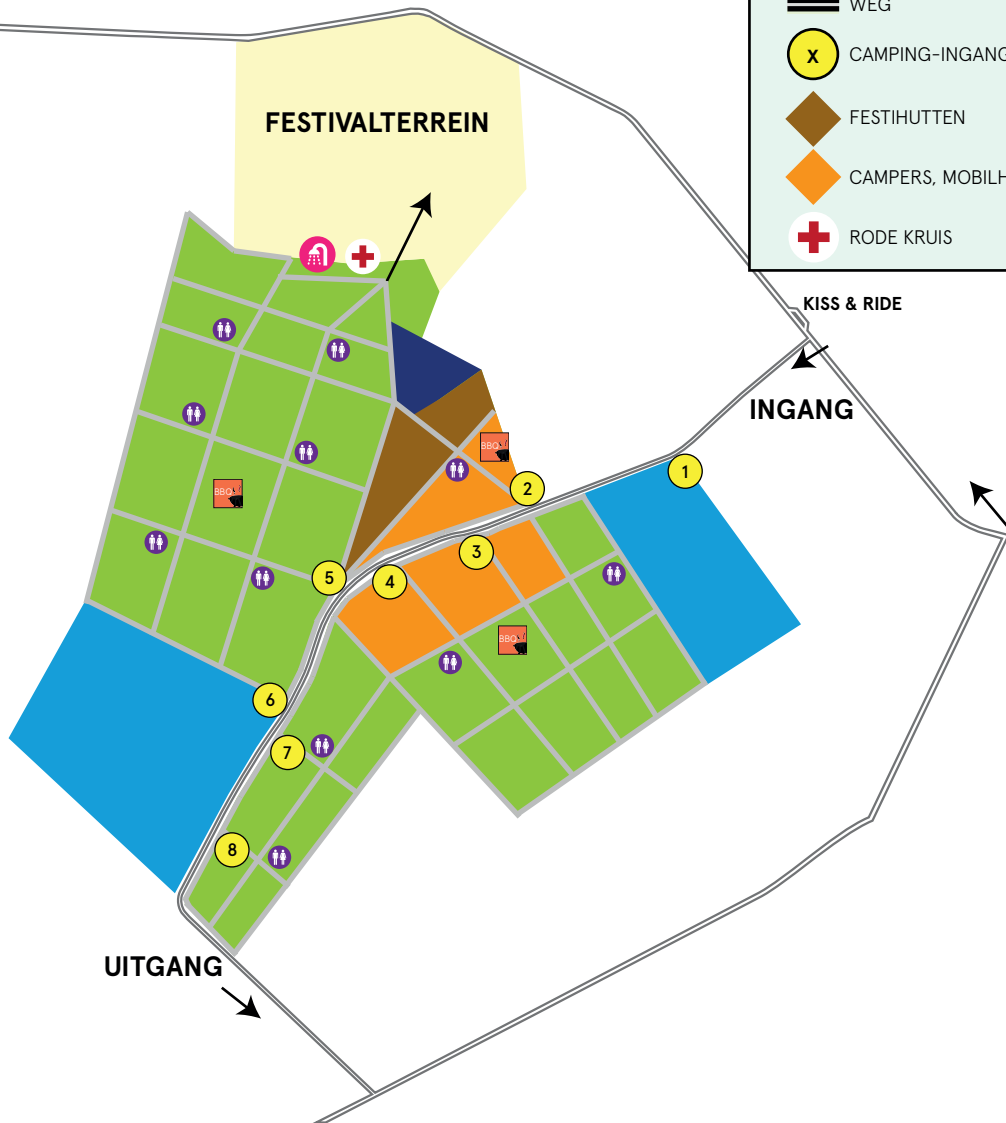 WEG
x CAMPING-INGANG
FESTIHUTTEN
CAMPERS, MOBILH
RODE KRUIS
FESTIVALTERREIN
KISS & RIDE
INGANG
BBQ
1
2
3
BBQ
5
4
BBQ
6
7
8
UITGANG